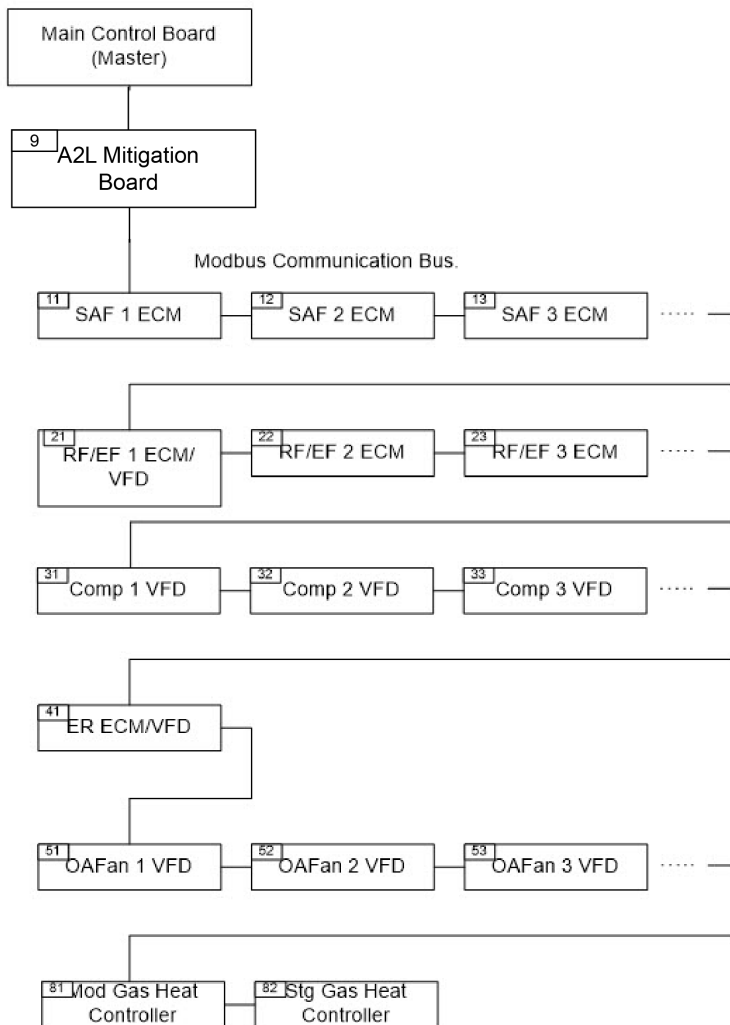 Main Control Board
(Master)
9
A2L Mitigation
Board
Modbus Communication Bus.
11
SAF 1 ECM
12
SAF 2 ECM
13
SAF 3 ECM
.....
21
RF/EF 1 ECM/
VFD
22
RF/EF 2 ECM
23
RF/EF 3 ECM
.....
31
Comp 1 VFD
32
Comp 2 VFD
33
Comp 3 VFD
.....
41
ER ECM/VFD
51
OAFan 1 VFD
52
OAFan 2 VFD
53
OAFan 3 VFD
.....
81
Mod Gas Heat
Controller
82
Stg Gas Heat
Controller